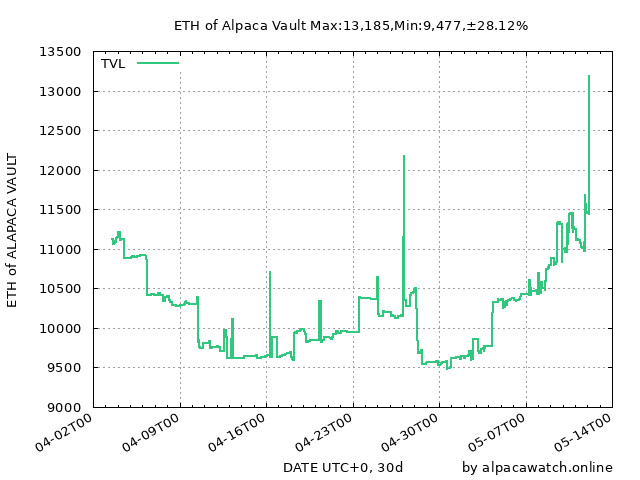 ETH of Alpaca Vault Max:13,185,Min:9,477,±28.12%
TVL
ETH of ALAPACA VAULT
13500
13000
12500
12000
11500
11000
10500
10000
9500
9000
04-02T00
04-09T00
04-16T00
04-23T00
04-30T00
05-07T00
05-14T00
DATE UTC+0, 30d
by alpacawatch.online